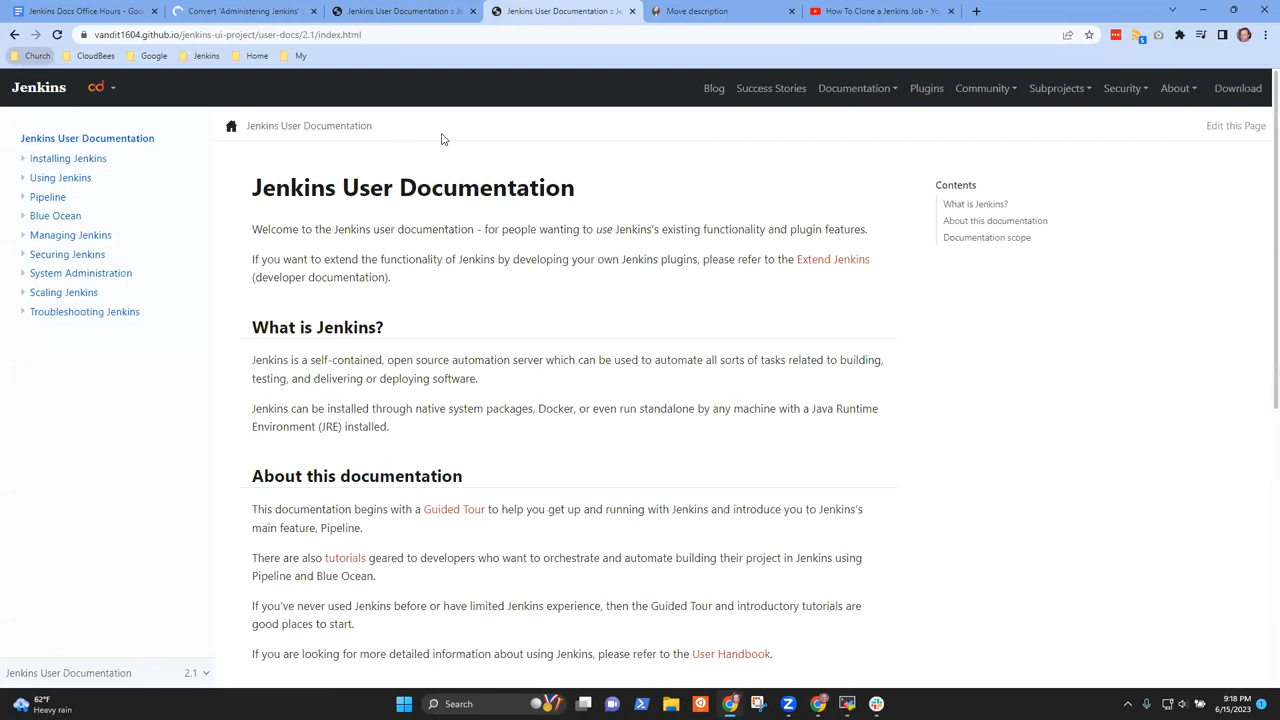 Jenkins Docs Office Hours - Goo
Convert 'Administering Jenkins'
Jenkins User Documentation :: Je
Jenkins User Documentation :: Je
Move description
How To Clone a Jenkins Job - Yo
vandit1604.github.io/jenkins-ui-project/user-docs/2.1/index.html
Church
CloudBees
Google
Jenkins
Home
My
Jenkins
cd
Blog
Success Stories
Documentation
Plugins
Community
Subprojects
Security
About
Download
Jenkins User Documentation
Installing Jenkins
Using Jenkins
Pipeline
Blue Ocean
Managing Jenkins
Securing Jenkins
System Administration
Scaling Jenkins
Troubleshooting Jenkins
Jenkins User Documentation
2.1
Jenkins User Documentation
Edit this Page
Jenkins User Documentation
Welcome to the Jenkins user documentation - for people wanting to use Jenkins's existing functionality and plugin features.
If you want to extend the functionality of Jenkins by developing your own Jenkins plugins, please refer to the Extend Jenkins
(developer documentation).
What is Jenkins?
Jenkins is a self-contained, open source automation server which can be used to automate all sorts of tasks related to building,
testing, and delivering or deploying software.
Jenkins can be installed through native system packages, Docker, or even run standalone by any machine with a Java Runtime
Environment (JRE) installed.
About this documentation
This documentation begins with a Guided Tour to help you get up and running with Jenkins and introduce you to Jenkins's
main feature, Pipeline.
There are also tutorials geared to developers who want to orchestrate and automate building their project in Jenkins using
Pipeline and Blue Ocean.
If you've never used Jenkins before or have limited Jenkins experience, then the Guided Tour and introductory tutorials are
good places to start.
If you are looking for more detailed information about using Jenkins, please refer to the User Handbook.
Contents
What is Jenkins?
About this documentation
Documentation scope
62°F
Heavy rain
Search
9:18 PM
6/15/2023